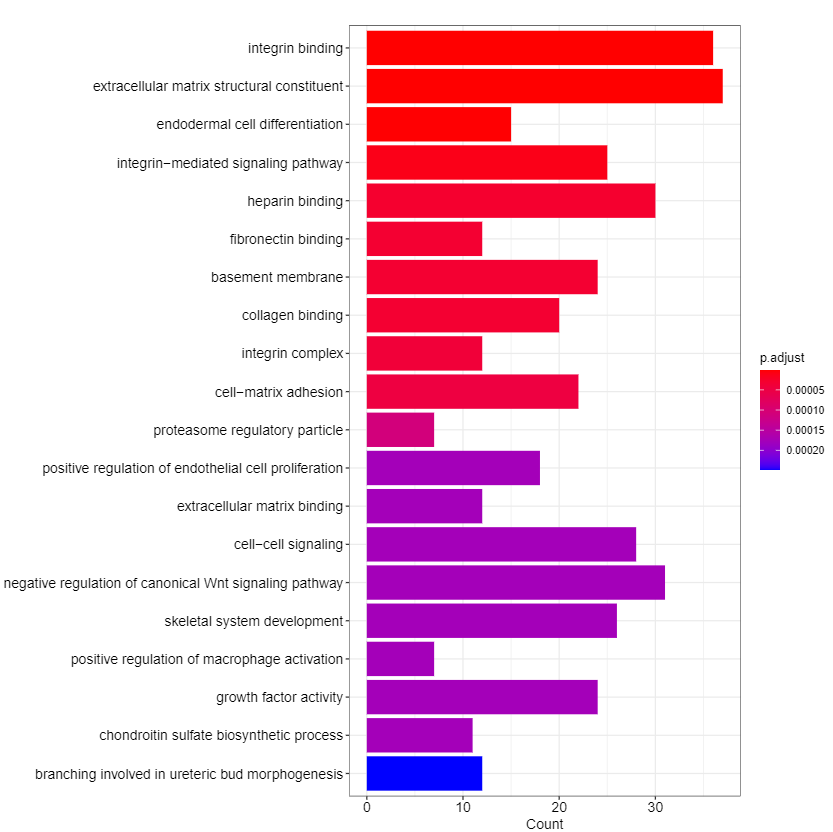 integrin binding
extracellular matrix structural constituent
endodermal cell differentiation
integrin−mediated signaling pathway
heparin binding
fibronectin binding
basement membrane
collagen binding
integrin complex
cell−matrix adhesion
proteasome regulatory particle
positive regulation of endothelial cell proliferation
extracellular matrix binding
cell−cell signaling
negative regulation of canonical Wnt signaling pathway
skeletal system development
positive regulation of macrophage activation
growth factor activity
chondroitin sulfate biosynthetic process
branching involved in ureteric bud morphogenesis
0 10 20 30
Count
p.adjust
0.00005
0.00010
0.00015
0.00020